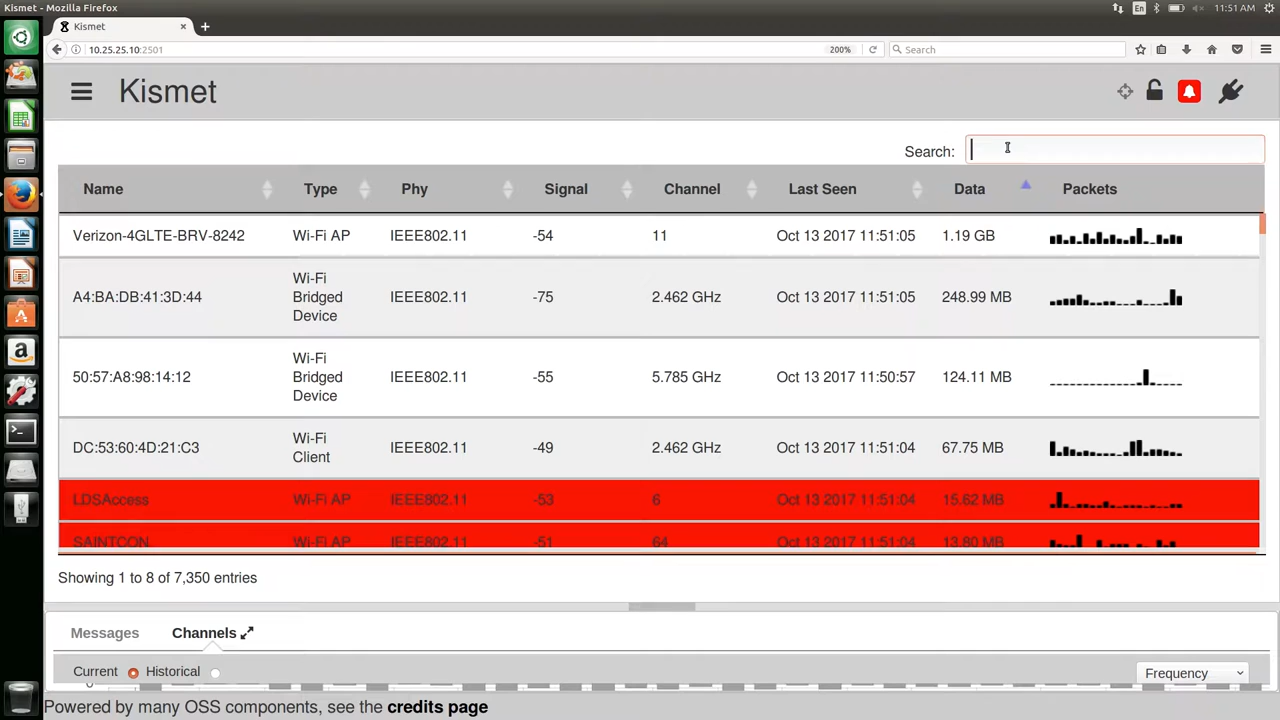 Kismet - Mozilla Firefox
En
11:51 AM
Kismet
10.25.25.10:2501
200%
Search
Kismet
Search:
Name Type Phy Signal Channel Last Seen Data Packets
Verizon-4GLTE-BRV-8242 Wi-Fi AP IEEE802.11 -54 11 Oct 13 2017 11:51:05 1.19 GB
Wi-Fi
A4:BA:DB:41:3D:44 Bridged IEEE802.11 -75 2.462 GHz Oct 13 2017 11:51:05 248.99 MB
Device
Wi-Fi
50:57:A8:98:14:12 Bridged IEEE802.11 -55 5.785 GHz Oct 13 2017 11:50:57 124.11 MB
Device
Wi-Fi
DC:53:60:4D:21:C3 IEEE802.11 -49 2.462 GHz Oct 13 2017 11:51:04 67.75 MB
Client
LDSAccess Wi-Fi AP IEEE802.11 -53 6 Oct 13 2017 11:51:04 15.62 MB
SAINTCON Wi-Fi AP IEEE802.11 -51 64 Oct 13 2017 11:51:04 13.80 MB
Showing 1 to 8 of 7,350 entries
Messages Channels
Current Historical Frequency
0
Powered by many OSS components, see the credits page